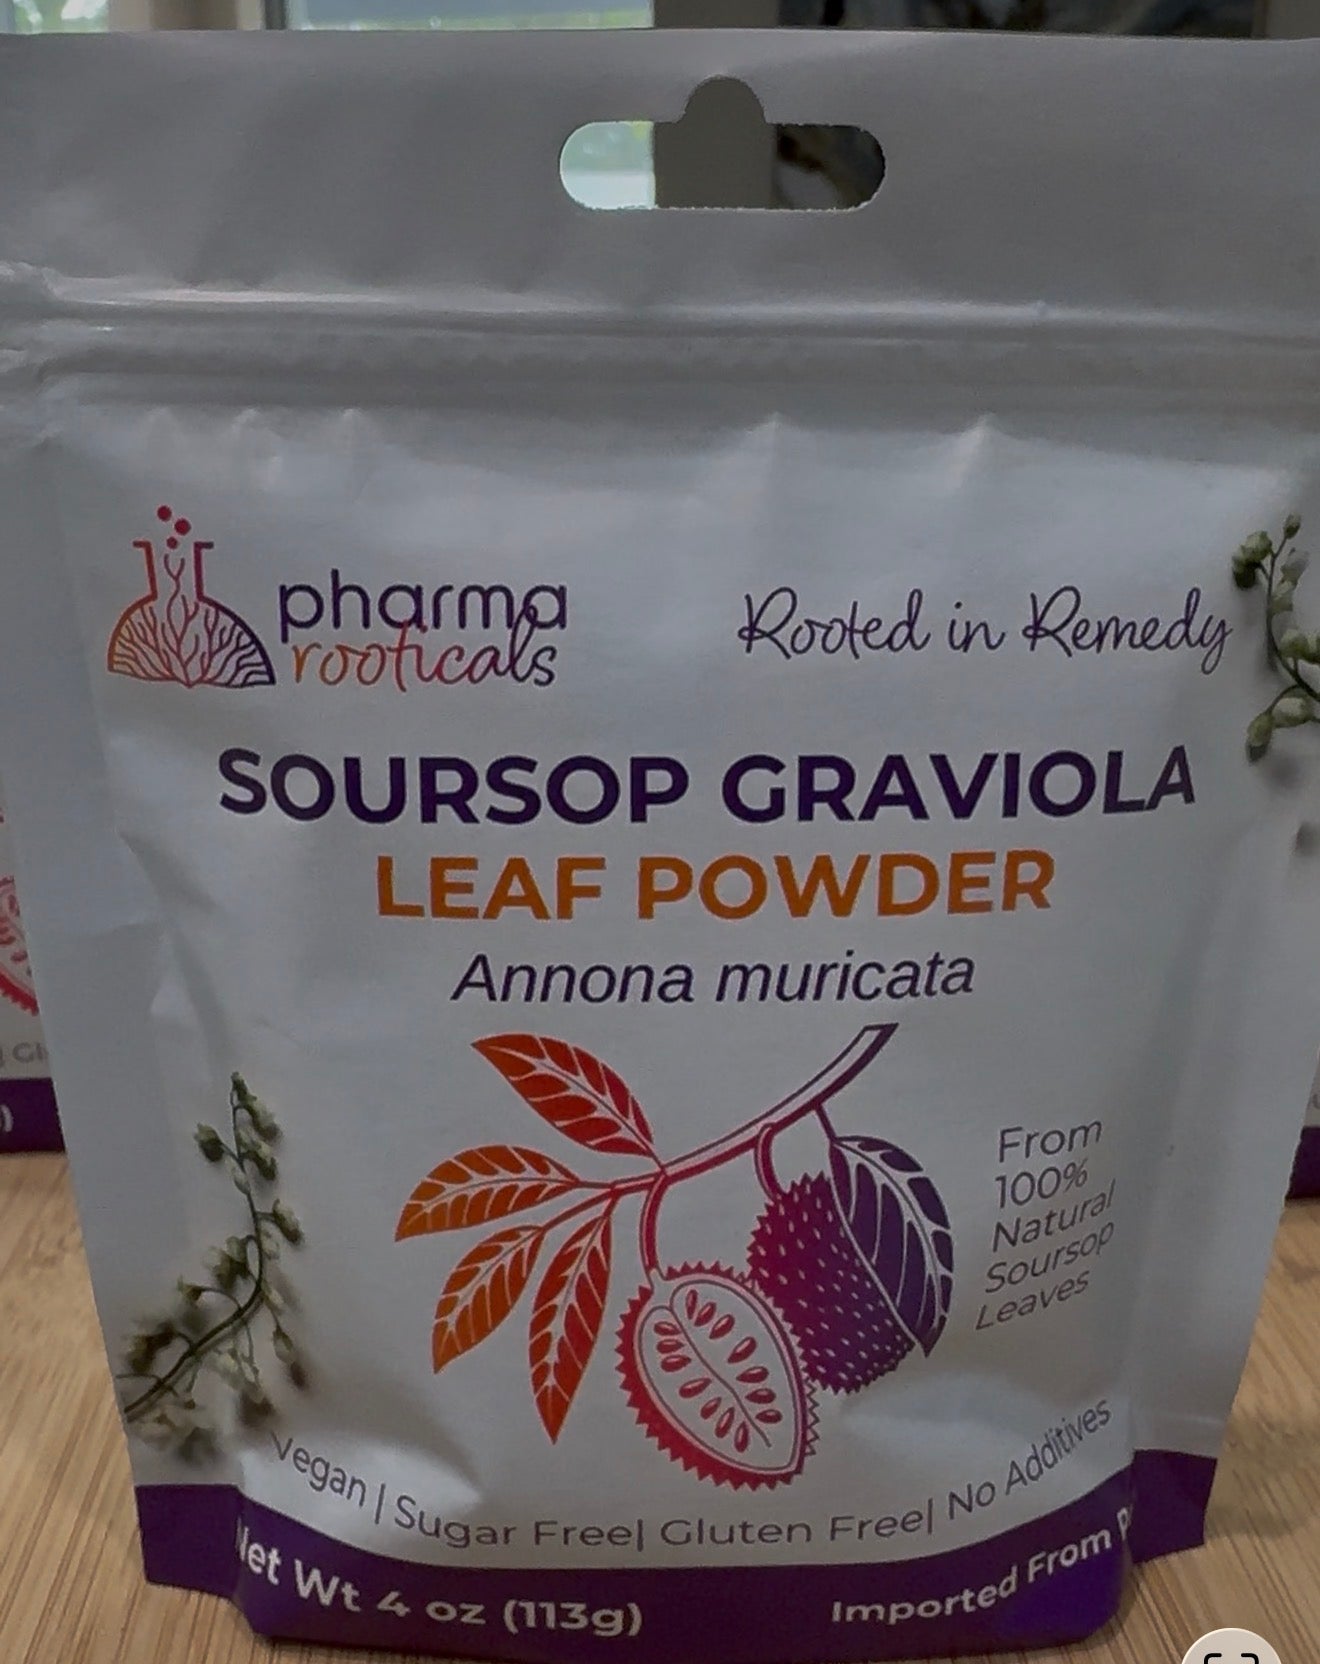 pharma
rooticals
Rooted in Remedy
SOURSOP GRAVIOLA
LEAF POWDER
Annona muricata
From
100%
Natural
Soursop
Leaves
Vegan | Sugar Free| Gluten Free| No Additives
Net Wt 4 oz (113g)
Imported From